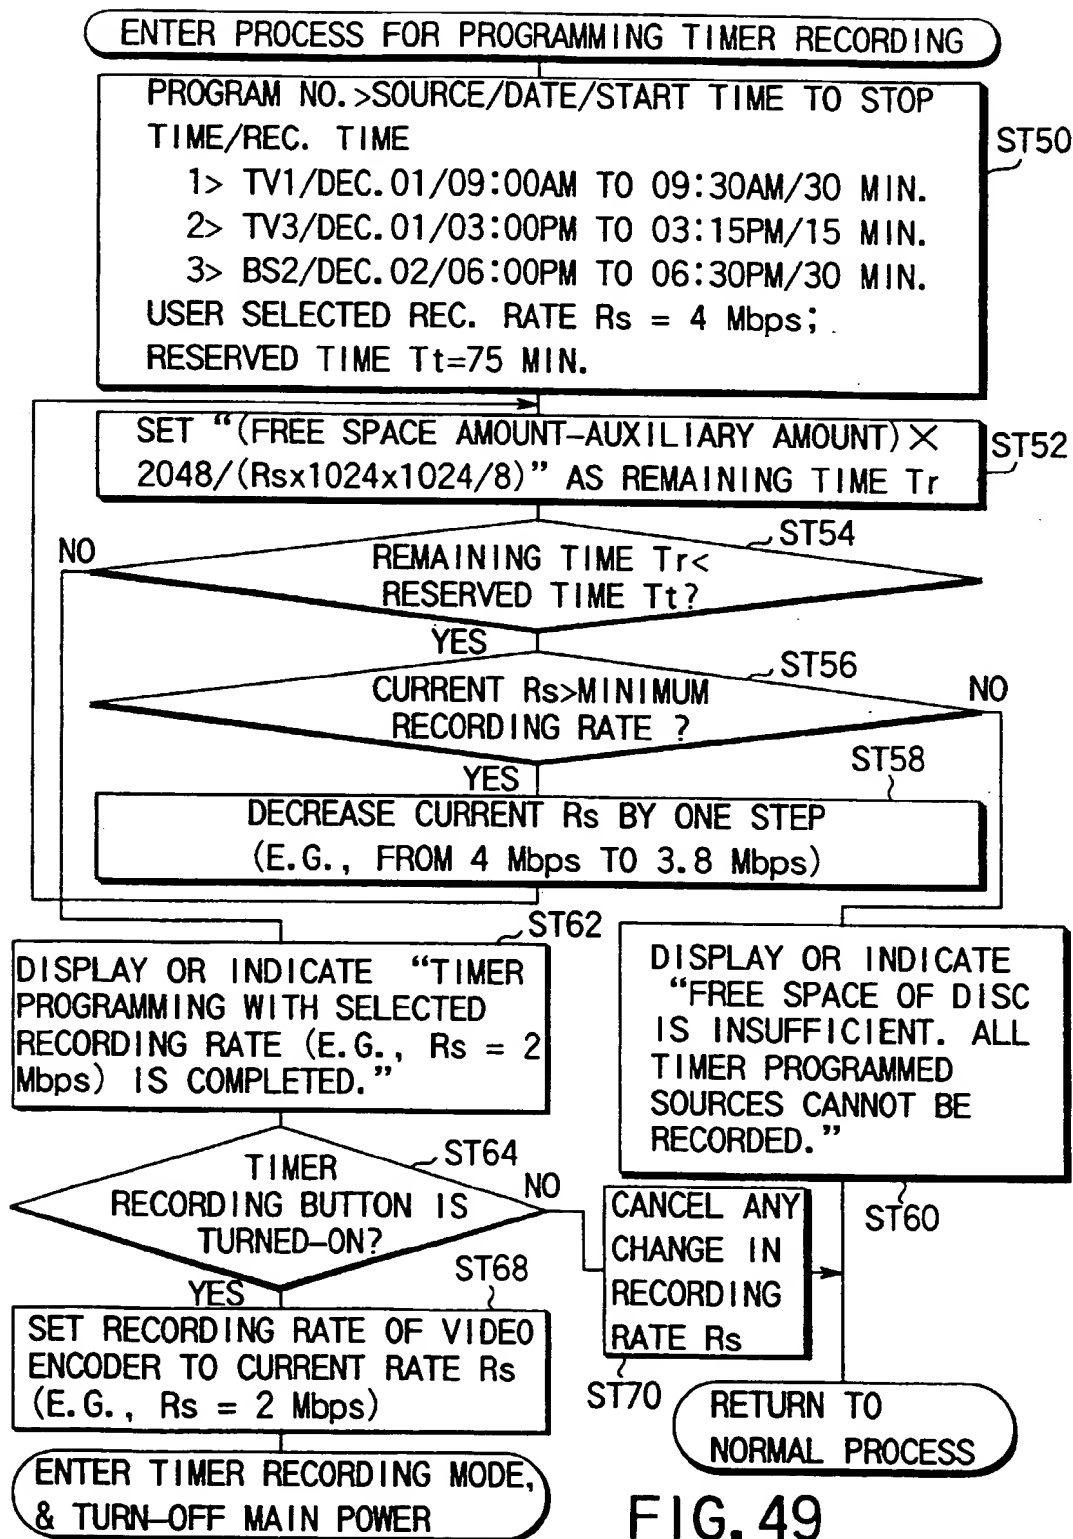 ENTER PROCESS FOR PROGRAMMING TIMER RECORDING
PROGRAM NO.>SOURCE/DATE/START TIME TO STOP
TIME/REC. TIME
1> TV1/DEC.01/09:00AM TO 09:30AM/30 MIN.
2> TV3/DEC.01/03:00PM TO 03:15PM/15 MIN.
3> BS2/DEC.02/06:00PM TO 06:30PM/30 MIN.
USER SELECTED REC. RATE Rs = 4 Mbps;
RESERVED TIME Tt=75 MIN.
ST50
SET “(FREE SPACE AMOUNT-AUXILIARY AMOUNT)×
2048/(Rsx1024x1024/8)” AS REMAINING TIME Tr
ST52
ST54
NO
REMAINING TIME Tr<
RESERVED TIME Tt?
YES
ST56
CURRENT Rs>MINIMUM
RECORDING RATE ?
NO
YES
ST58
DECREASE CURRENT Rs BY ONE STEP
(E.G., FROM 4 Mbps TO 3.8 Mbps)
ST62
DISPLAY OR INDICATE “TIMER
PROGRAMMING WITH SELECTED
RECORDING RATE (E.G., Rs = 2
Mbps) IS COMPLETED.”
DISPLAY OR INDICATE
“FREE SPACE OF DISC
IS INSUFFICIENT. ALL
TIMER PROGRAMMED
SOURCES CANNOT BE
RECORDED.”
ST60
ST64
TIMER
RECORDING BUTTON IS
TURNED-ON?
NO
YES
CANCEL ANY
CHANGE IN
RECORDING
RATE Rs
ST70
ST68
SET RECORDING RATE OF VIDEO
ENCODER TO CURRENT RATE Rs
(E.G., Rs = 2 Mbps)
RETURN TO
NORMAL PROCESS
ENTER TIMER RECORDING MODE,
& TURN-OFF MAIN POWER
FIG. 49